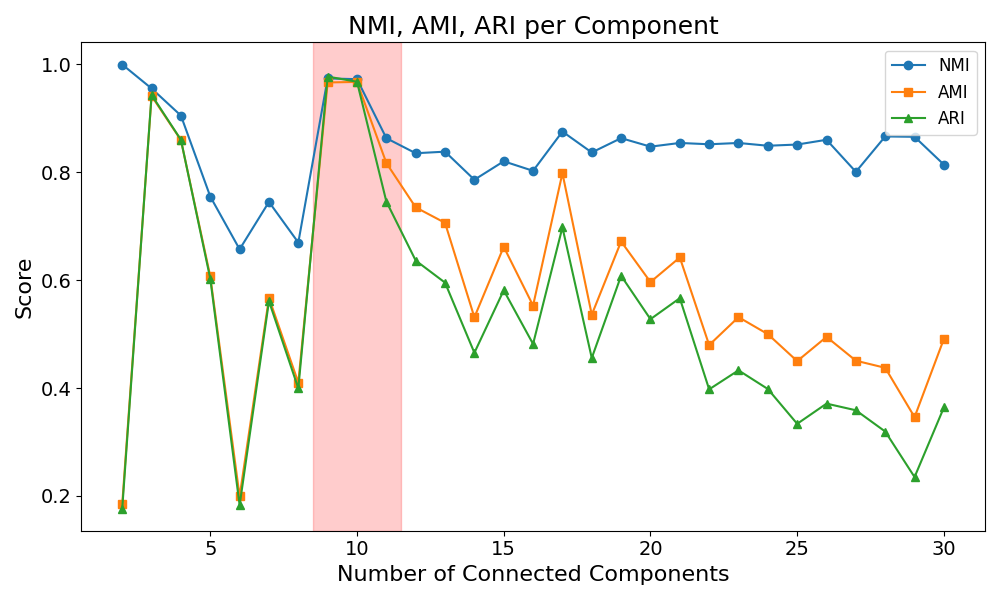 NMI, AMI, ARI per Component
1.0
0.8
0.6
0.4
0.2
Score
NMI
AMI
ARI
5
10
15
20
25
30
Number of Connected Components